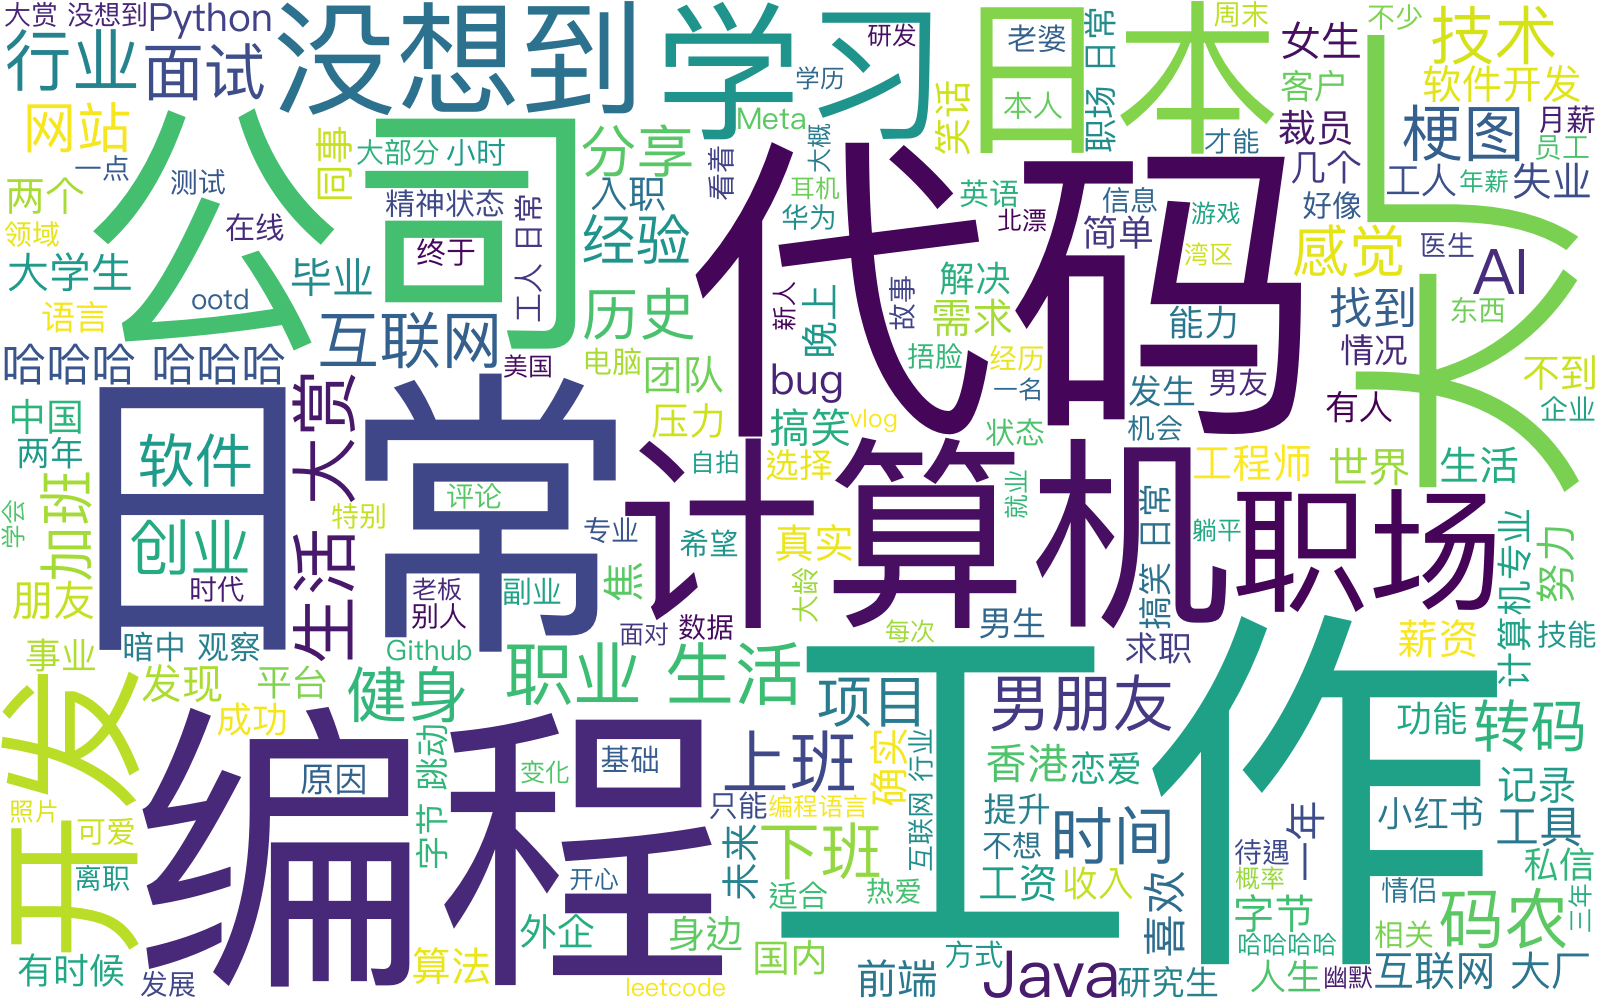 大赏 没想到
Python
行业
面试
没想到
学习
研发
学历
Meta
日本
老婆
本人
职场 日常
笑话
周末
不少
技术
女生
客户
软件开发
裁员
梗图
月薪
员工
才能
几个
工人
年薪
失业
好像
大厂
网站
一点
同事
大部分
小时
分享
两个
测试
精神状态
入职
经验
领域
在线
公司
终于
工人 日常
大学生
毕业
ootd
语言
互联网
历史
看着
大概
耳机
华为
代码
英语
北漂
信息
简单
游戏
湾区
感觉
医生
AI
解决
需求
能力
找到
东西
情况
新人
晚上
故事
捂脸
经历
一名
哈哈哈 哈哈哈
美国
电脑
团队
bug
发生
男友
机会
有人
不到
企业
中国
两年
日常
软件
创业
生活 大赏
压力
搞笑
vlog
状态
自拍
选择
工程师
世界
生活
加班
学会
评论
特别
专业
希望
真实
计算机
就业
搞笑 日常
躺平
职场
计算机专业
努力
朋友
时代
老板
别人
副业
焦
大龄
面对
数据
每次
男生
求职
薪资
技能
事业
暗中 观察
Github
职业
生活
工作
开发
发现
平台
健身
项目
男朋友
功能
转码
成功
字节 跳动
编程
变化
基础
上班
确实
互联网 行业
香港
恋爱
原因
只能
编程语言
提升
小红书
记录
照片
可爱
未来
下班
不想
时间
一年
工具
离职
开心
适合
热爱
工资
收入
待遇
概率
情侣
私信
外企
身边
喜欢
字节
码农
三年
有时候
算法
国内
方式
哈哈哈哈
相关
发展
leetcode
前端
Java
研究生
人生
幽默
互联网 大厂